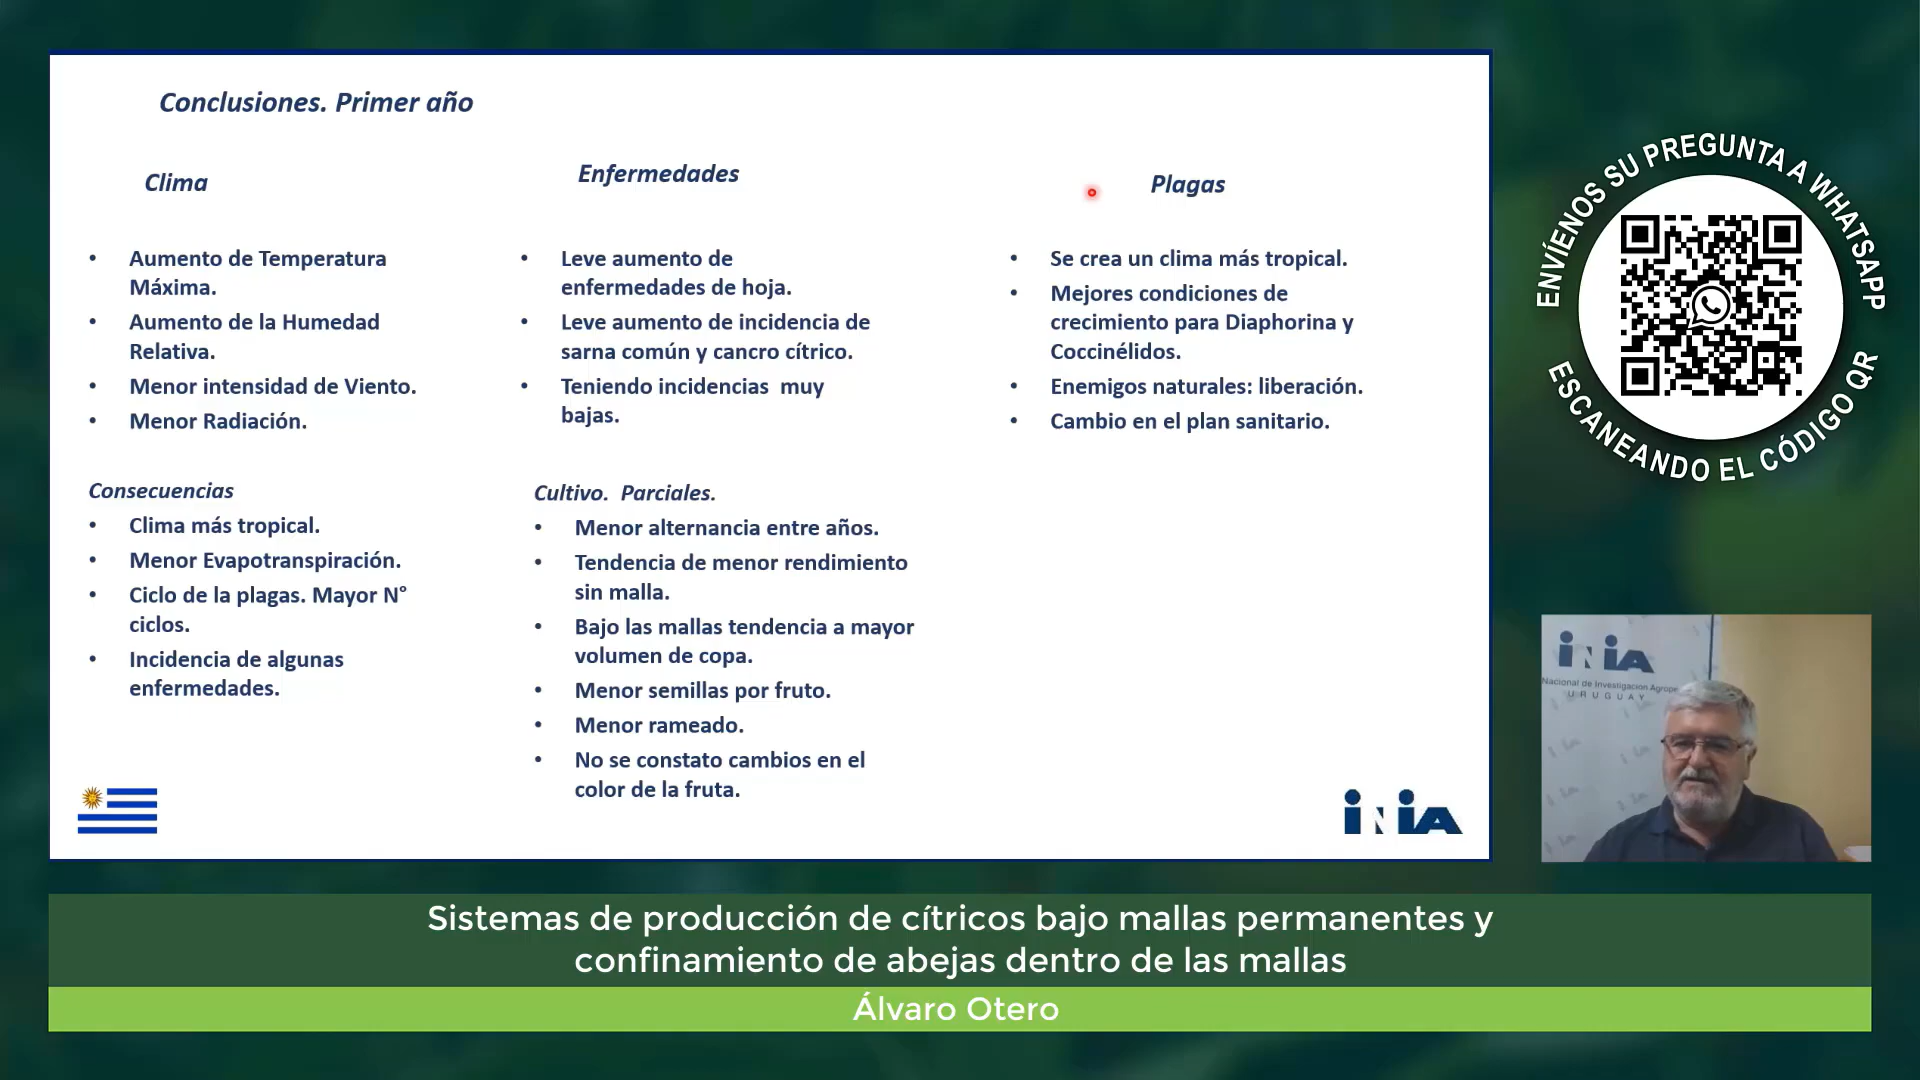 Conclusiones. Primer año
Clima
• Aumento de Temperatura
Máxima.
• Aumento de la Humedad
Relativa.
• Menor intensidad de Viento.
• Menor Radiación.
Consecuencias
• Clima más tropical.
• Menor Evapotranspiración.
• Ciclo de la plagas. Mayor N°
ciclos.
• Incidencia de algunas
enfermedades.
Enfermedades
• Leve aumento de
enfermedades de hoja.
• Leve aumento de incidencia de
sarna común y cancro cítrico.
• Teniendo incidencias muy
bajas.
Cultivo. Parciales.
• Menor alternancia entre años.
• Tendencia de menor rendimiento
sin malla.
• Bajo las mallas tendencia a mayor
volumen de copa.
• Menor semillas por fruto.
• Menor rameado.
• No se constato cambios en el
color de la fruta.
Plagas
• Se crea un clima más tropical.
• Mejores condiciones de
crecimiento para Diaphorina y
Coccinélidos.
• Enemigos naturales: liberación.
• Cambio en el plan sanitario.
iNiA
ENVÍENOS SU PREGUNTA A WHATSAPP
ESCANEANDO EL CÓDIGO QR
iNiA
Nacional de Investigación Agrope
URUGUAY
Sistemas de producción de cítricos bajo mallas permanentes y
confinamiento de abejas dentro de las mallas
Álvaro Otero